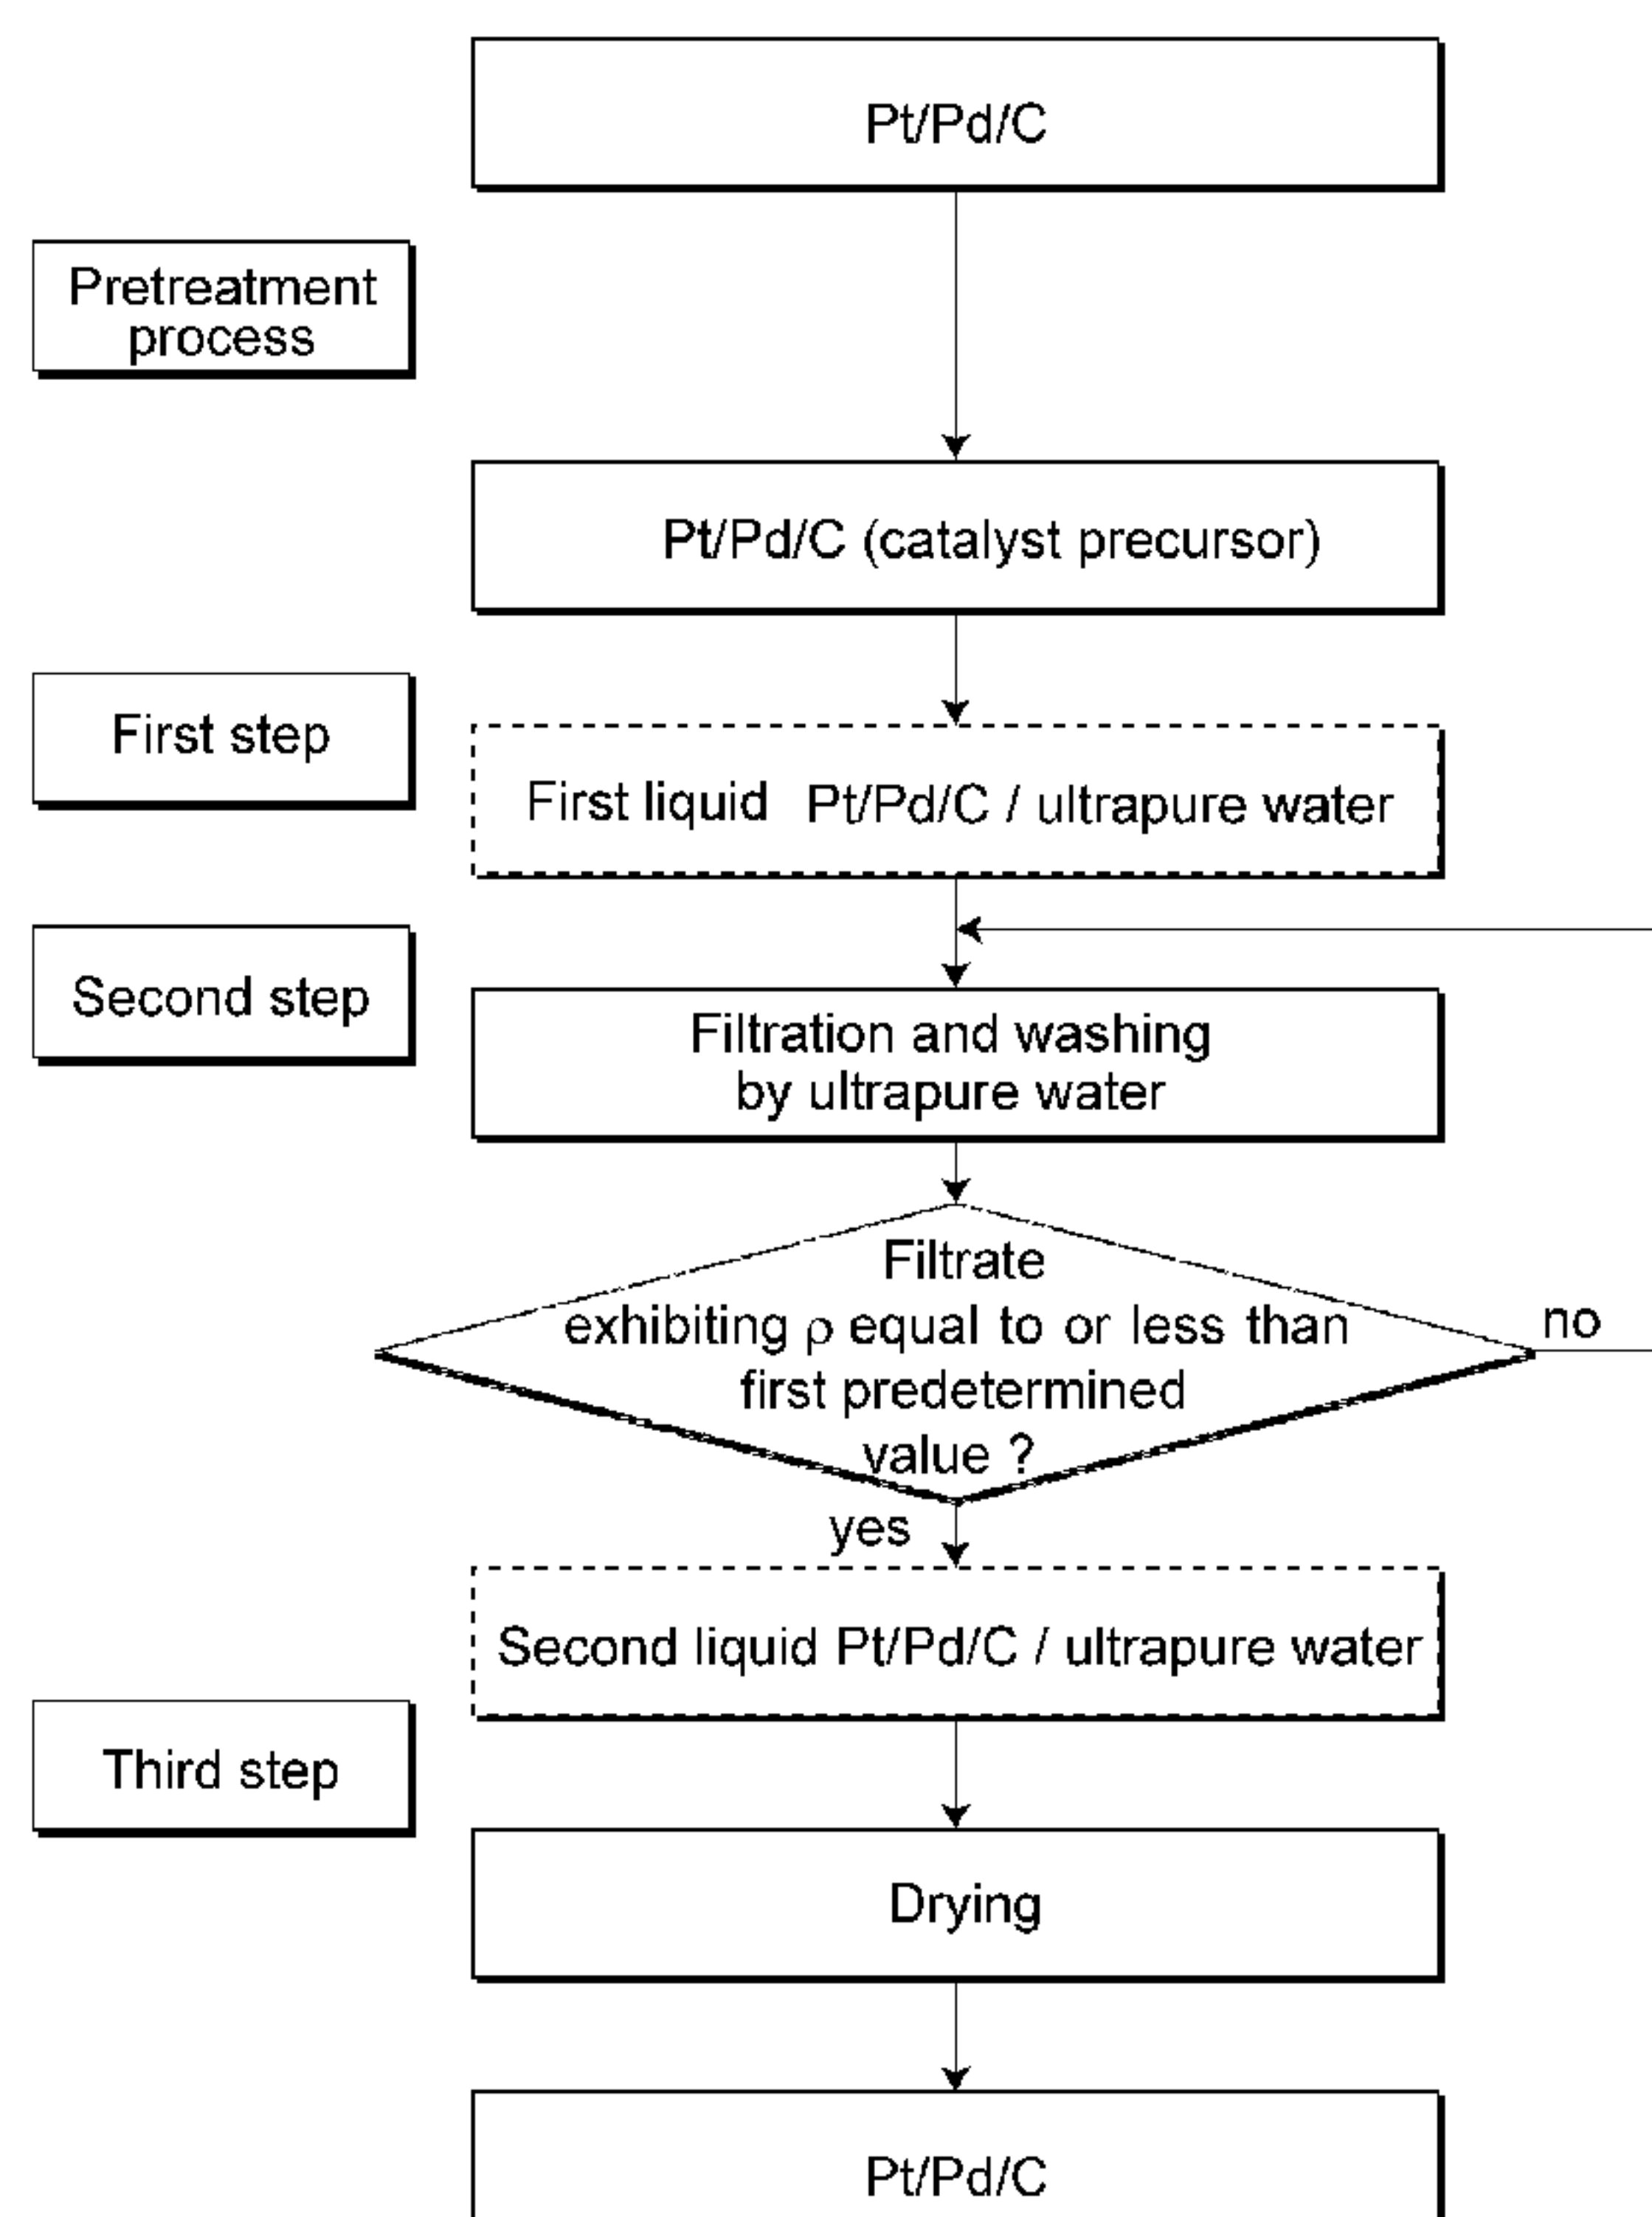 Pt/Pd/C
Pretreatment
process
Pt/Pd/C (catalyst precursor)
First step
First liquid Pt/Pd/C / ultrapure water
Second step
Filtration and washing
by ultrapure water
Filtrate
exhibiting ρ equal to or less than
first predetermined
value ?
no
yes
Second liquid Pt/Pd/C / ultrapure water
Third step
Drying
Pt/Pd/C